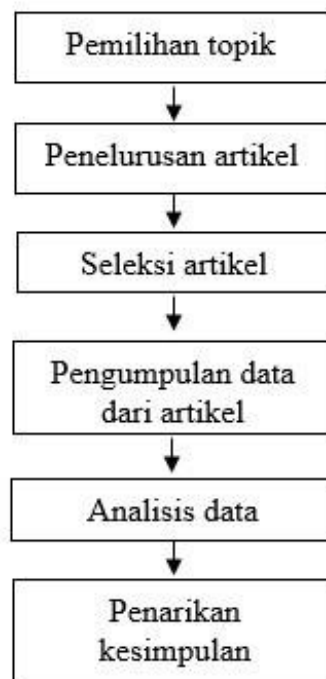 Pemilihan topik
Penelurusan artikel
Seleksi artikel
Pengumpulan data
dari artikel
Analisis data
Penarikan
kesimpulan